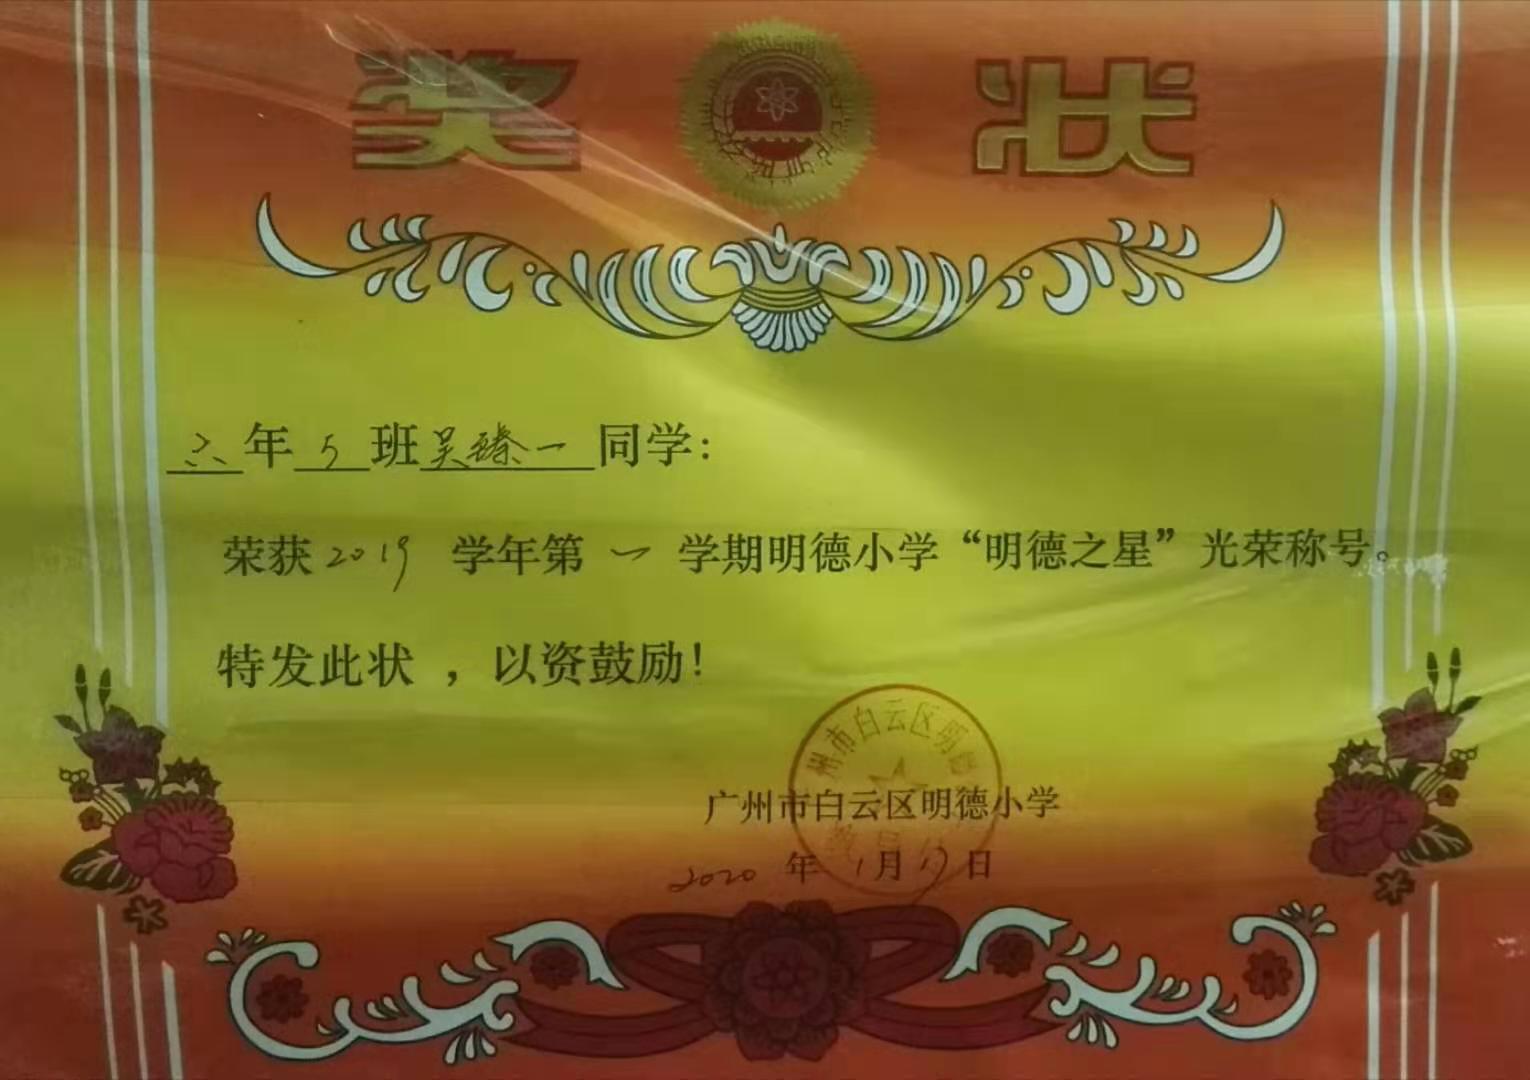 奖状
六年5班吴臻一同学：
荣获2019学年第一学期明德小学“明德之星”光荣称号。
特发此状，以资鼓励！
州市白云区明德
广州市白云区明德小学
2020年1月13日